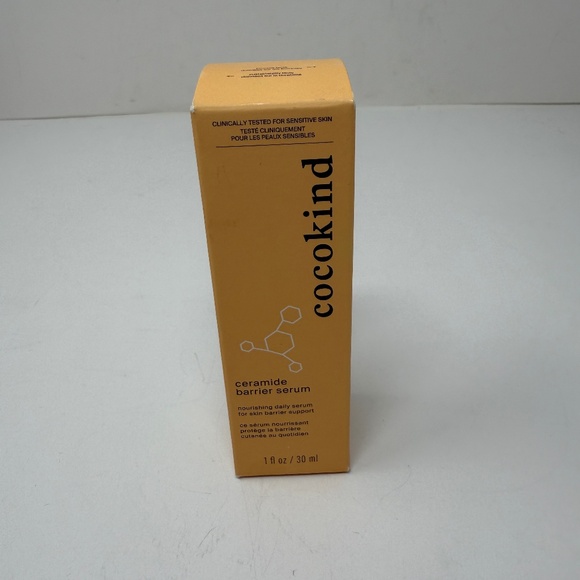 CLINICALLY TESTED FOR SENSITIVE SKIN
TESTÉ CLINIQUEMENT
POUR LES PEAUX SENSIBLES
cocokind
ceramide
barrier serum
nourishing daily serum
for skin barrier support
ce sérum nourrissant
protège la barrière
cutanée au quotidien
1 fl oz / 30 ml